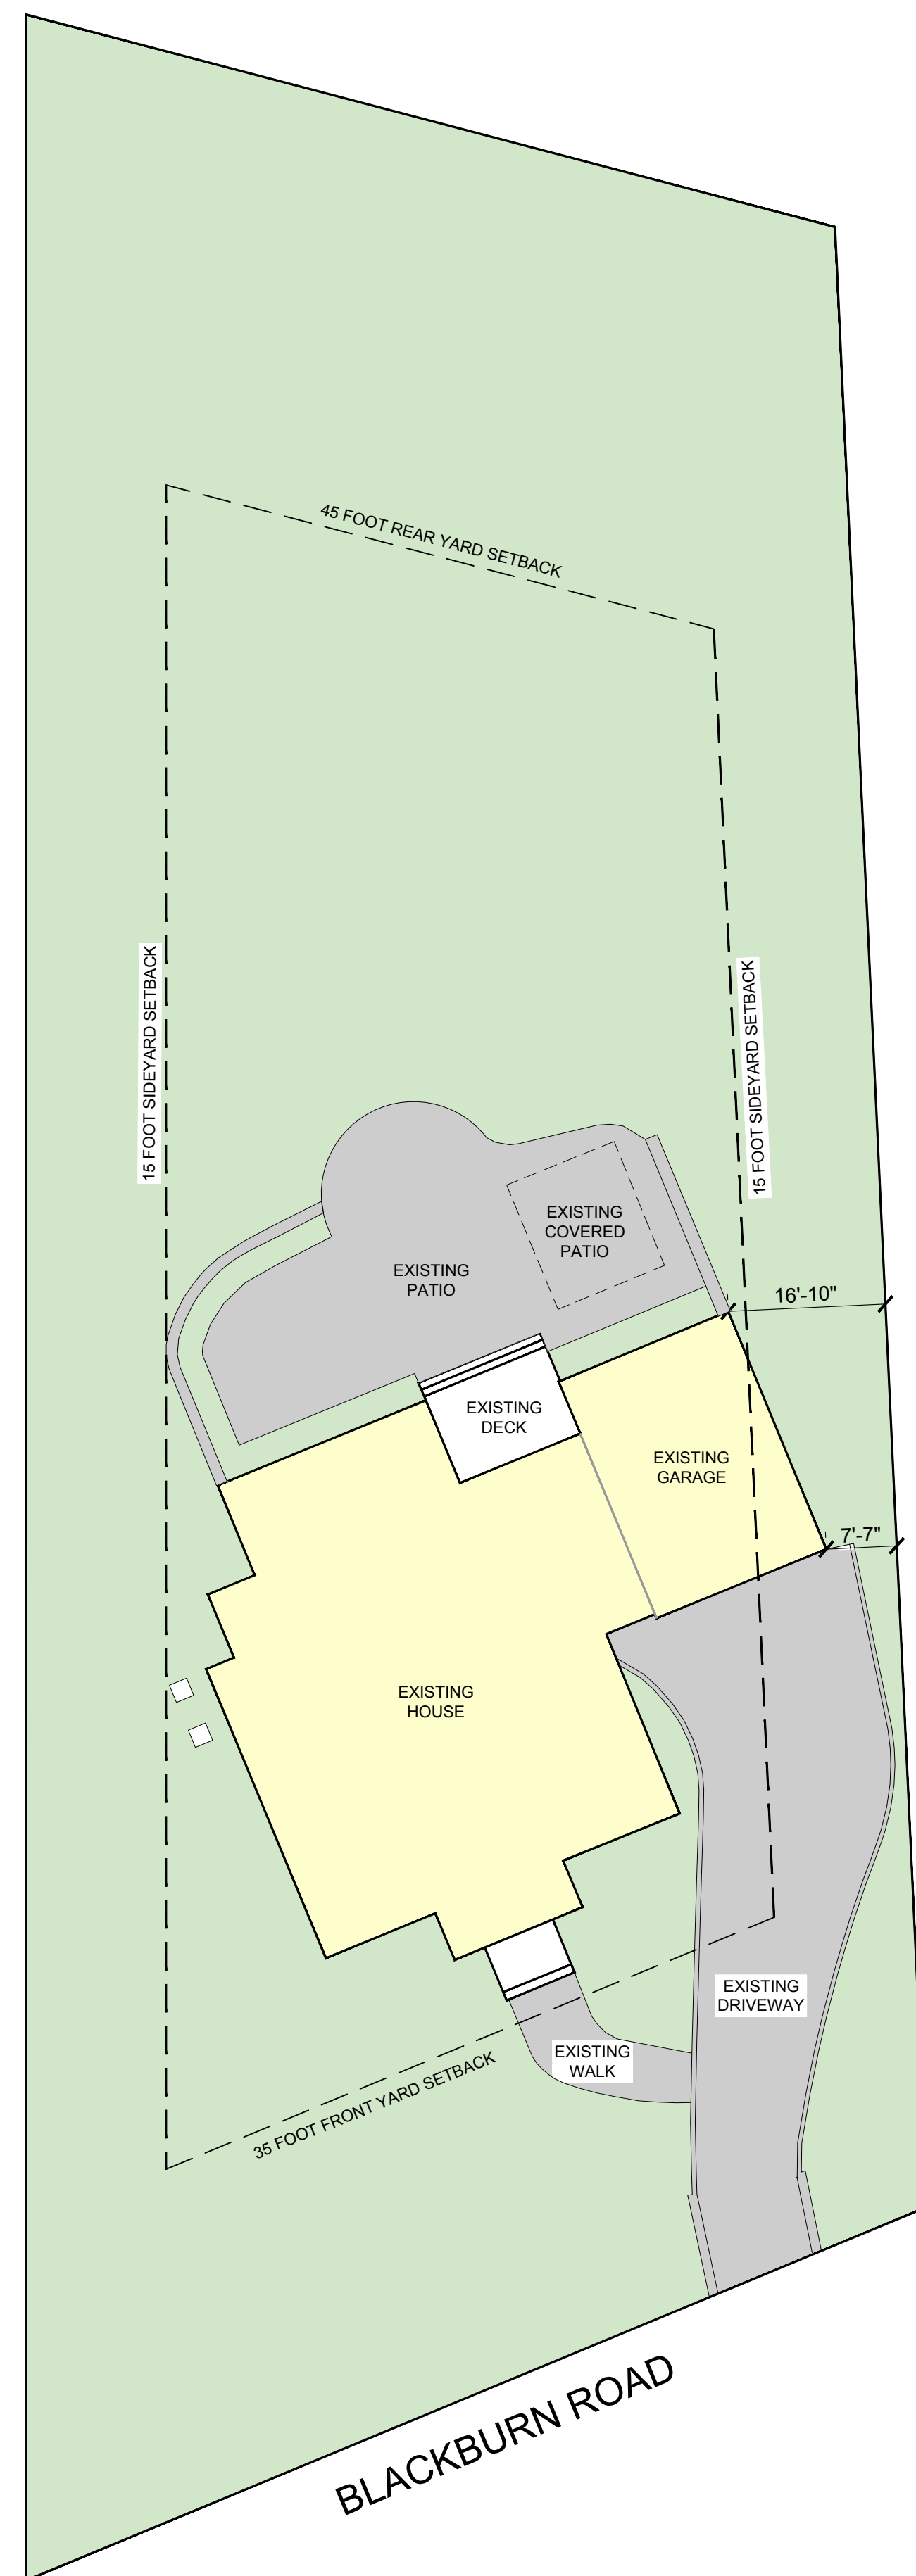 45 FOOT REAR YARD SETBACK
15 FOOT SIDEYARD SETBACK
15 FOOT SIDEYARD SETBACK
EXISTING
COVERED
PATIO
EXISTING
PATIO
16'-10"
EXISTING
DECK
EXISTING
GARAGE
7'-7"
EXISTING
HOUSE
EXISTING
DRIVEWAY
EXISTING
WALK
35 FOOT FRONT YARD SETBACK
BLACKBURN ROAD